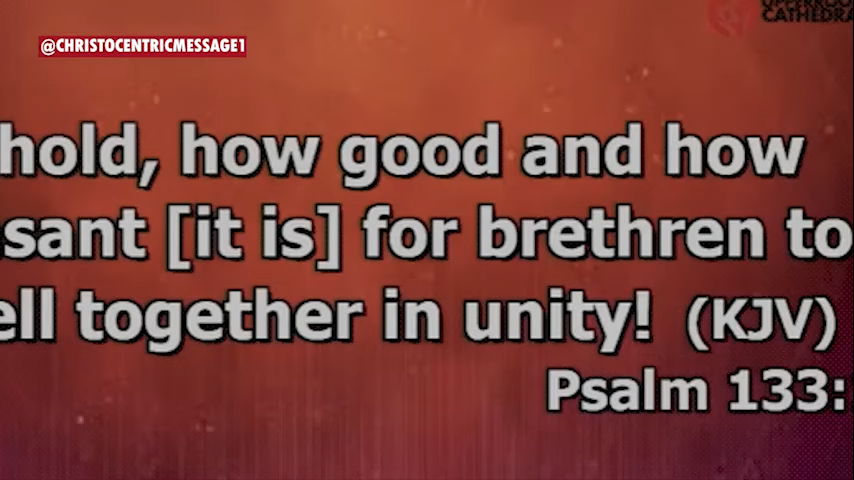 @CHRISTOCENTRICMESSAGE1
CATHEDRA
hold, how good and how
sant [it is] for brethren to
ell together in unity! (KJV)
Psalm 133: